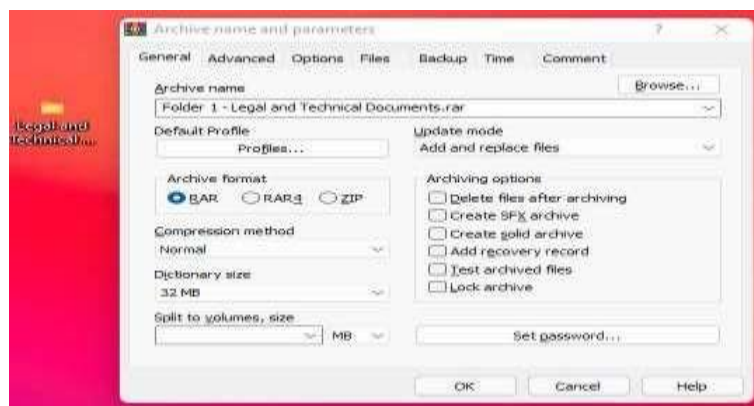 Archive name and parameters
?
General Advanced Options Files Backup Time Comment
Archive name
Browse...
Folder 1 - Legal and Technical Documents.rar
Legal and
Technical...
Default Profile
Profiles...
Update mode
Add and replace files
Archive format
RAR RAR4 ZIP
Compression method
Normal
Dictionary size
32 MB
Split to volumes, size
MB
Archiving options
Delete files after archiving
Create SFX archive
Create solid archive
Add recovery record
Test archived files
Lock archive
Set password...
OK Cancel Help